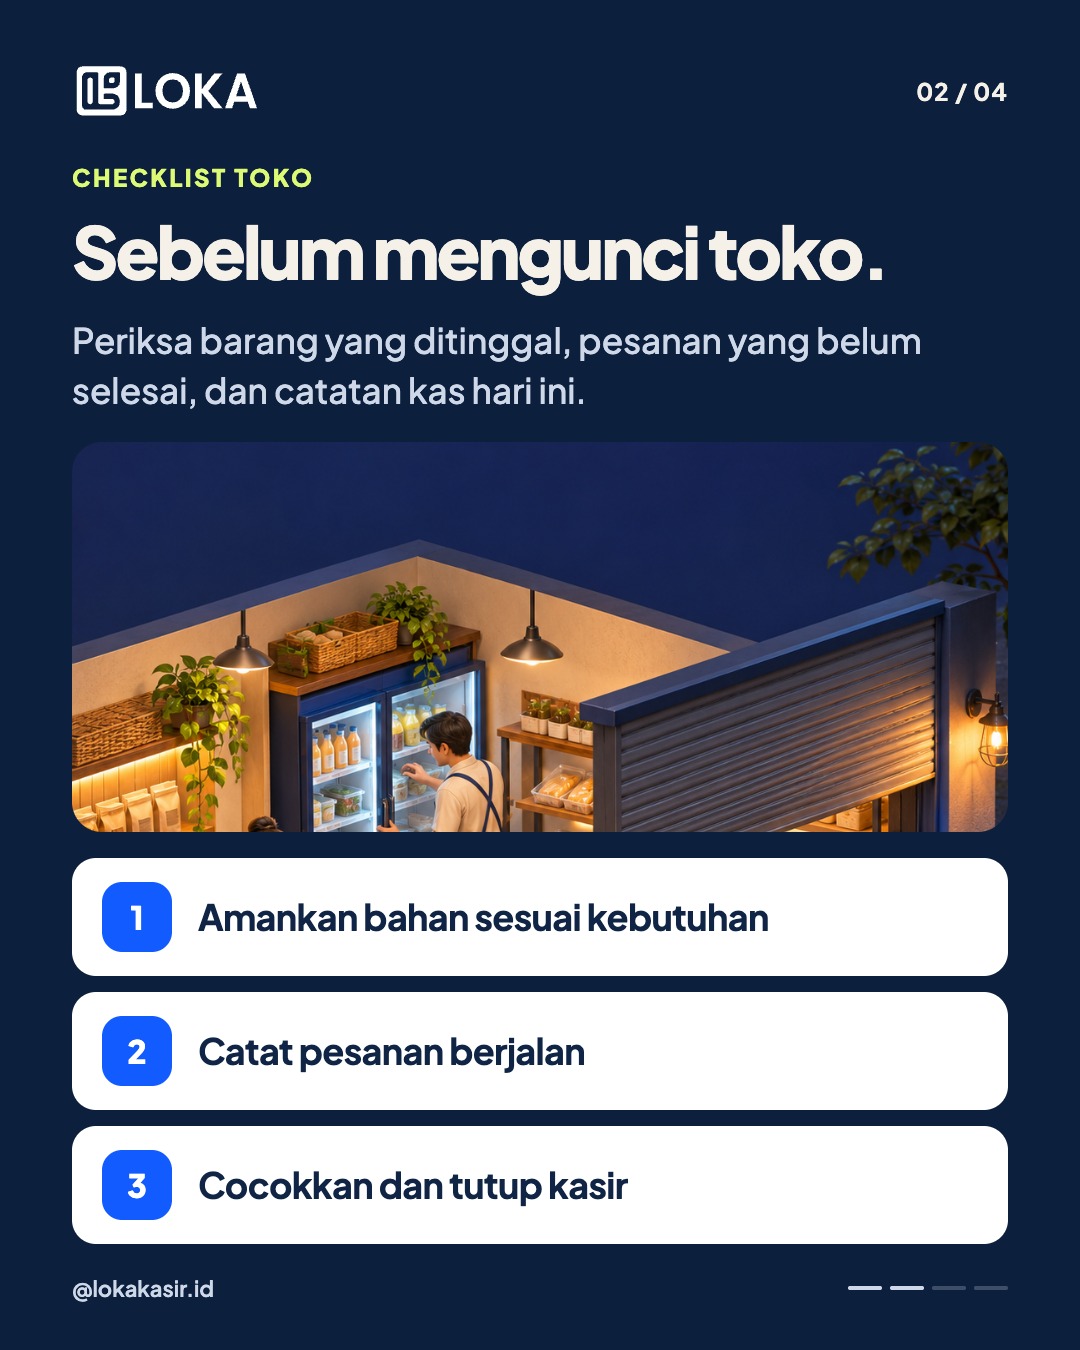 LOKA
02 / 04
CHECKLIST TOKO
Sebelum mengunci toko.
Periksa barang yang ditinggal, pesanan yang belum
selesai, dan catatan kas hari ini.
1 Amankan bahan sesuai kebutuhan
2 Catat pesanan berjalan
3 Cocokkan dan tutup kasir
@lokakasir.id